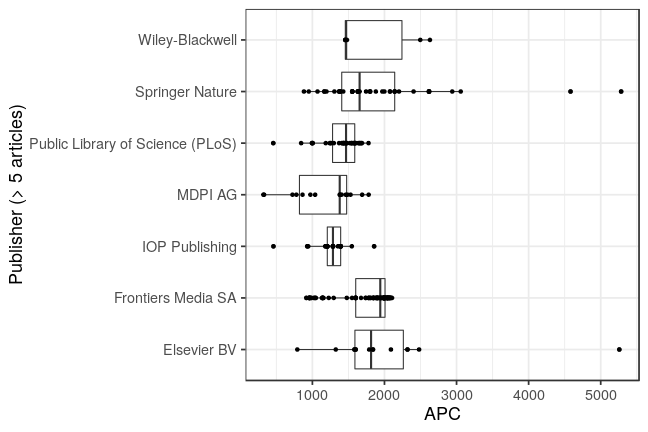 Publisher (> 5 articles)
Wiley-Blackwell
Springer Nature
Public Library of Science (PLoS)
MDPI AG
IOP Publishing
Frontiers Media SA
Elsevier BV
1000 2000 3000 4000 5000
APC